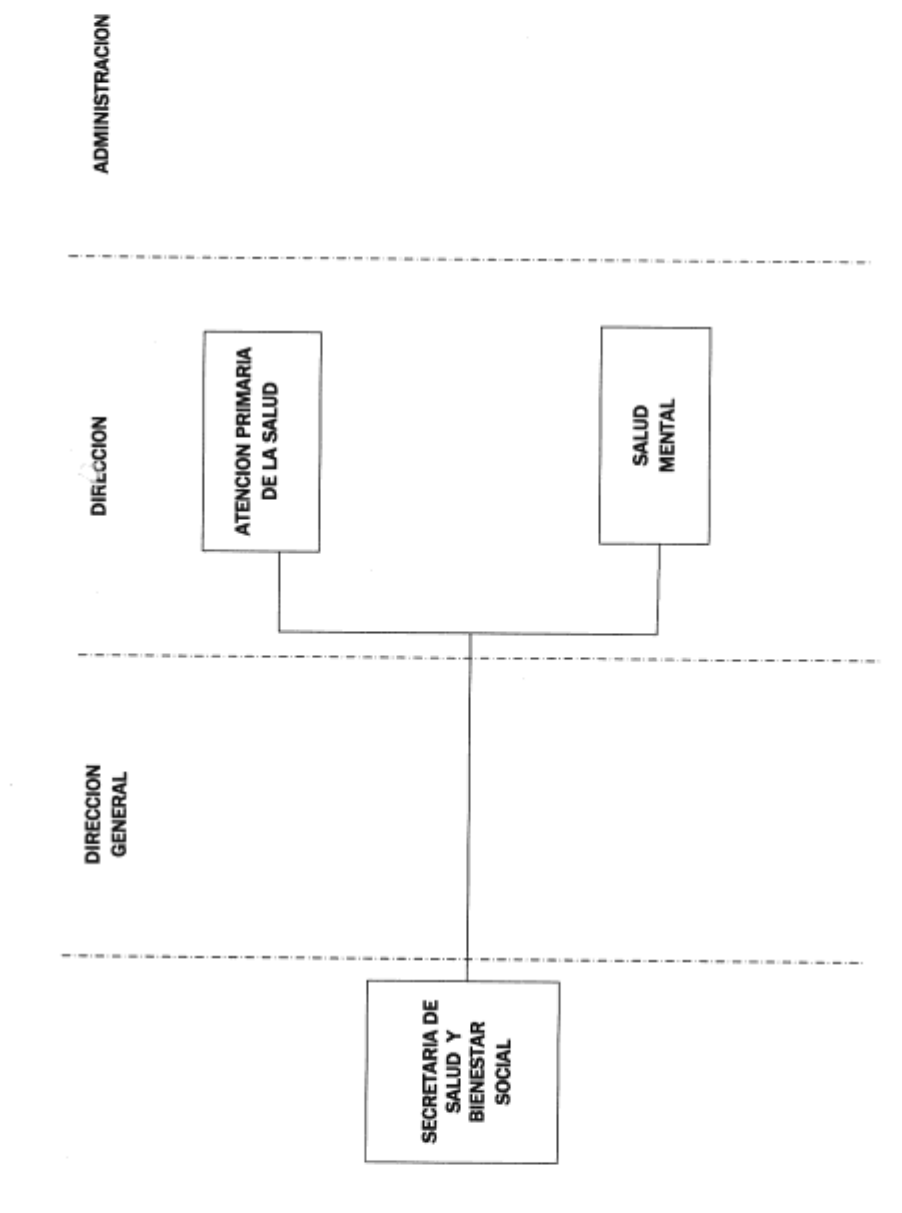 DIRECCION
GENERAL
DIRECCION
ADMINISTRACION
SECRETARIA DE
SALUD Y
BIENESTAR
SOCIAL
ATENCION PRIMARIA
DE LA SALUD
SALUD
MENTAL